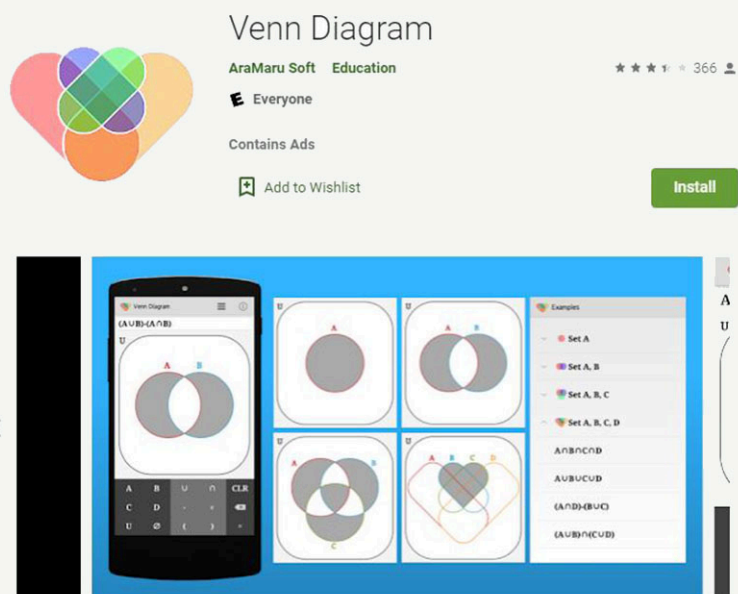 Venn Diagram
AraMaru Soft Education
366
Everyone
Contains Ads
Add to Wishlist
Install
Venn Diagram
(A∪B)-(A∩B)
U
A B
A B ∪ ∩ CLR
C D -
U Ø ( )
U
A
U
A B
U
A B
C
U
A B C D
Examples
Set A
Set A, B
Set A, B, C
Set A, B, C, D
A∩B∩C∩D
A∪B∪C∪D
(A∩D)-(B∪C)
(A∪B)∩(C∪D)
A
U